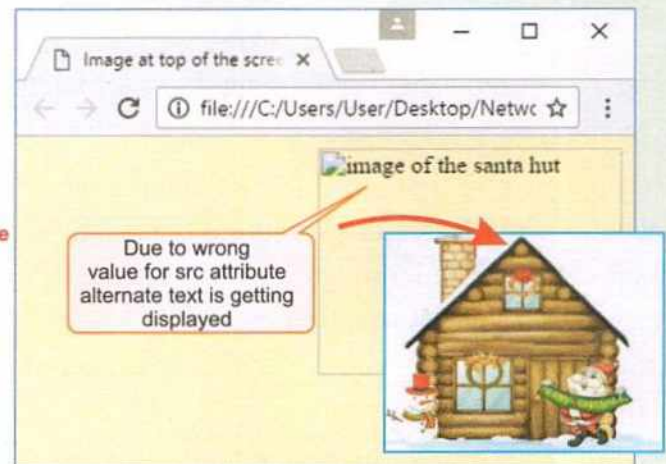 Image at top of the scree
file:///C:/Users/User/Desktop/Netwc
image of the santa hut
e
Due to wrong
value for src attribute
alternate text is getting
displayed